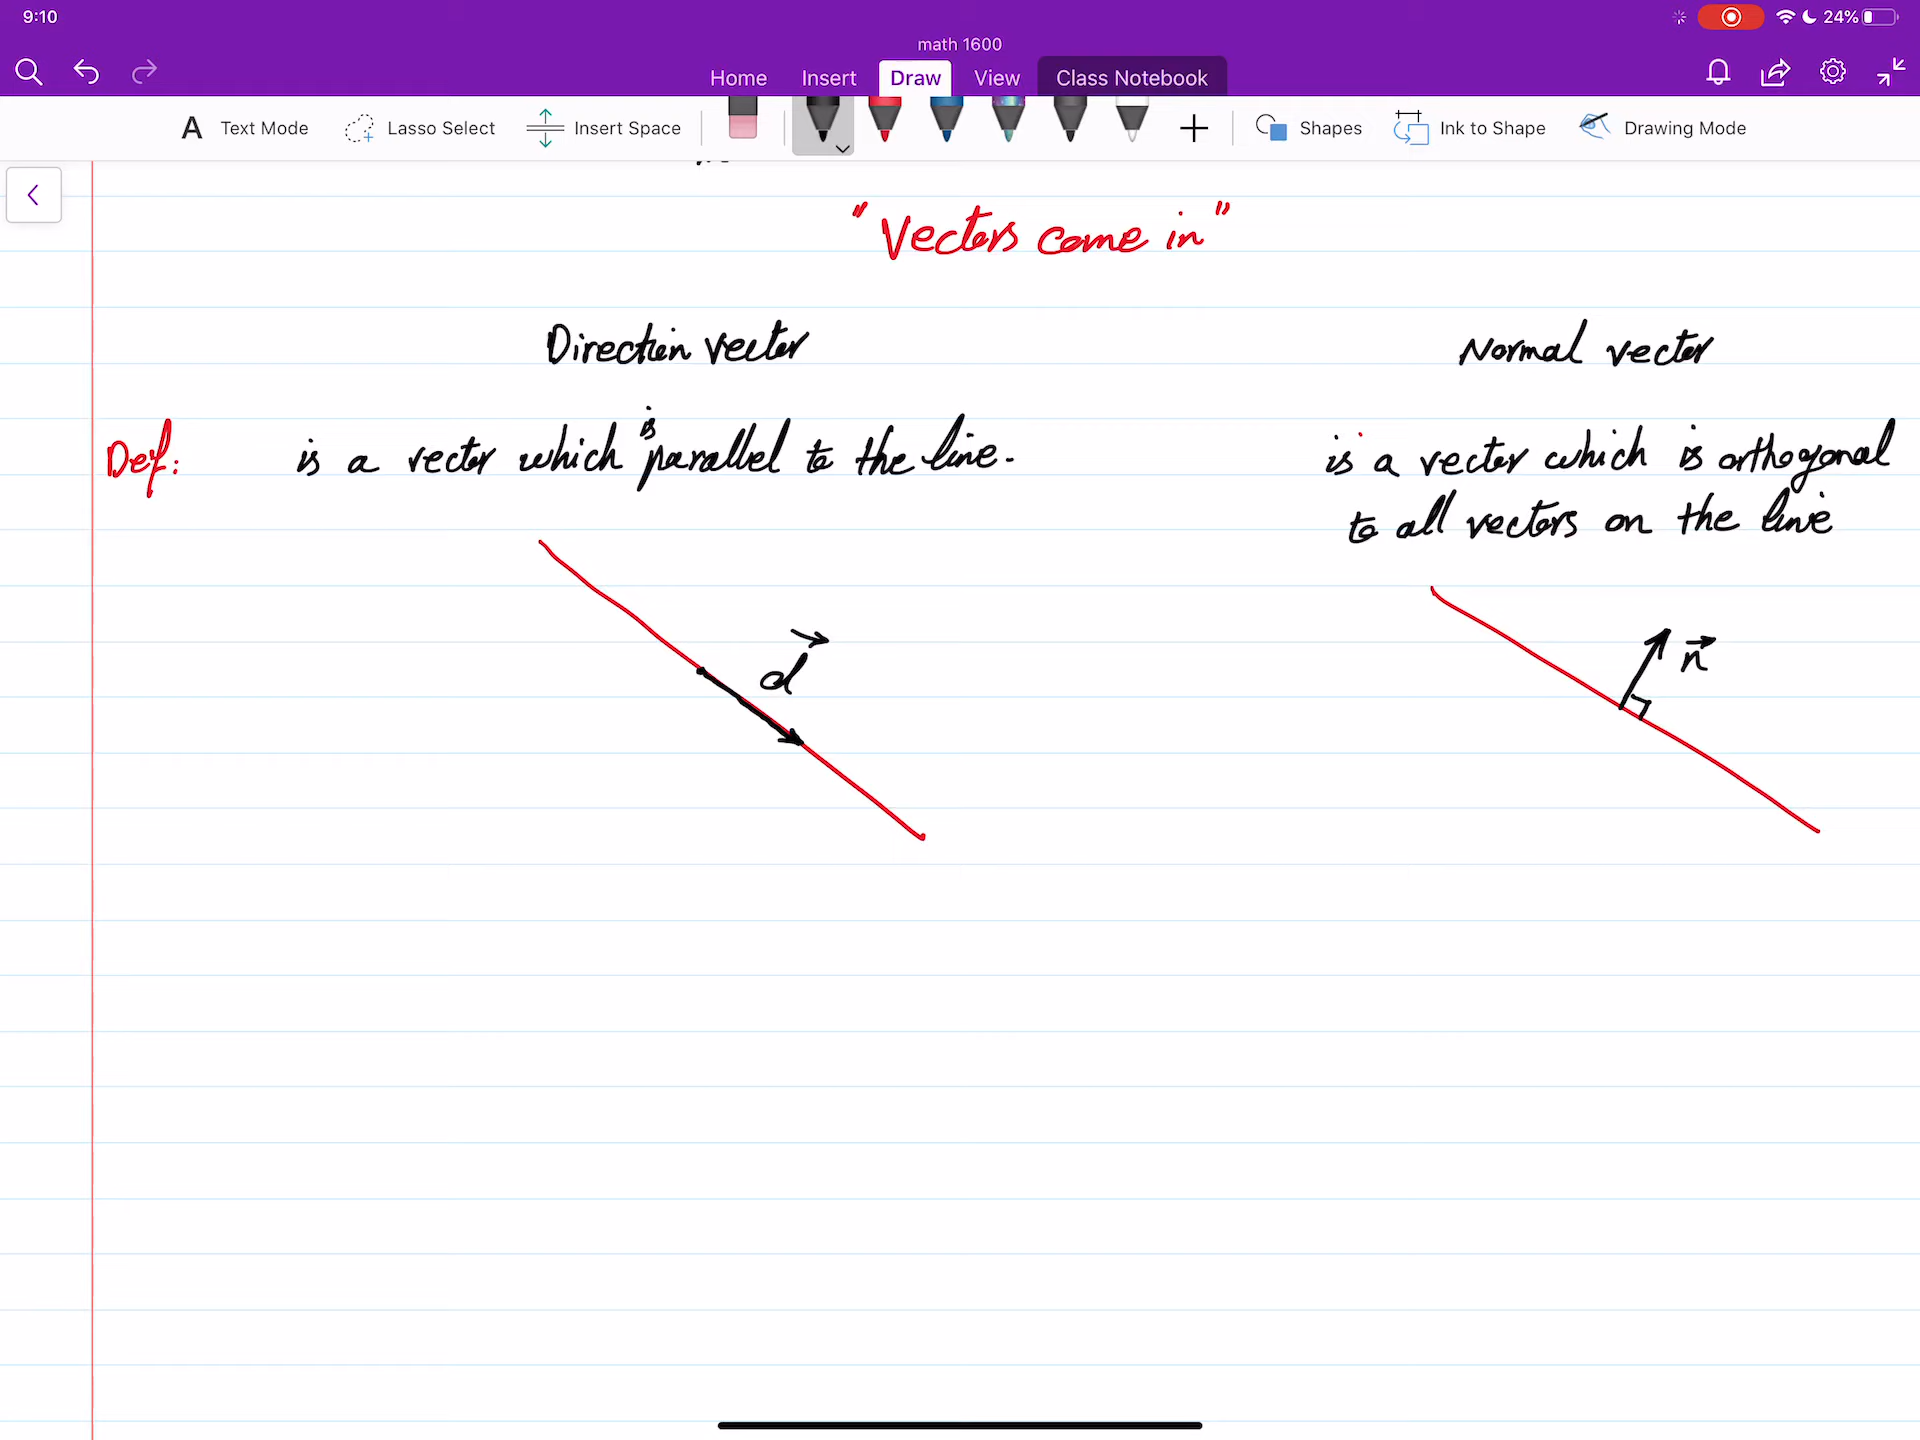 9:10
24%
math 1600
Home Insert Draw View Class Notebook
A Text Mode Lasso Select Insert Space Shapes Ink to Shape Drawing Mode
"Vectors come in"
Direction vector
Normal vector
Def: is a vector which is parallel to the line.
is a vector which is orthogonal
to all vectors on the line
d
n